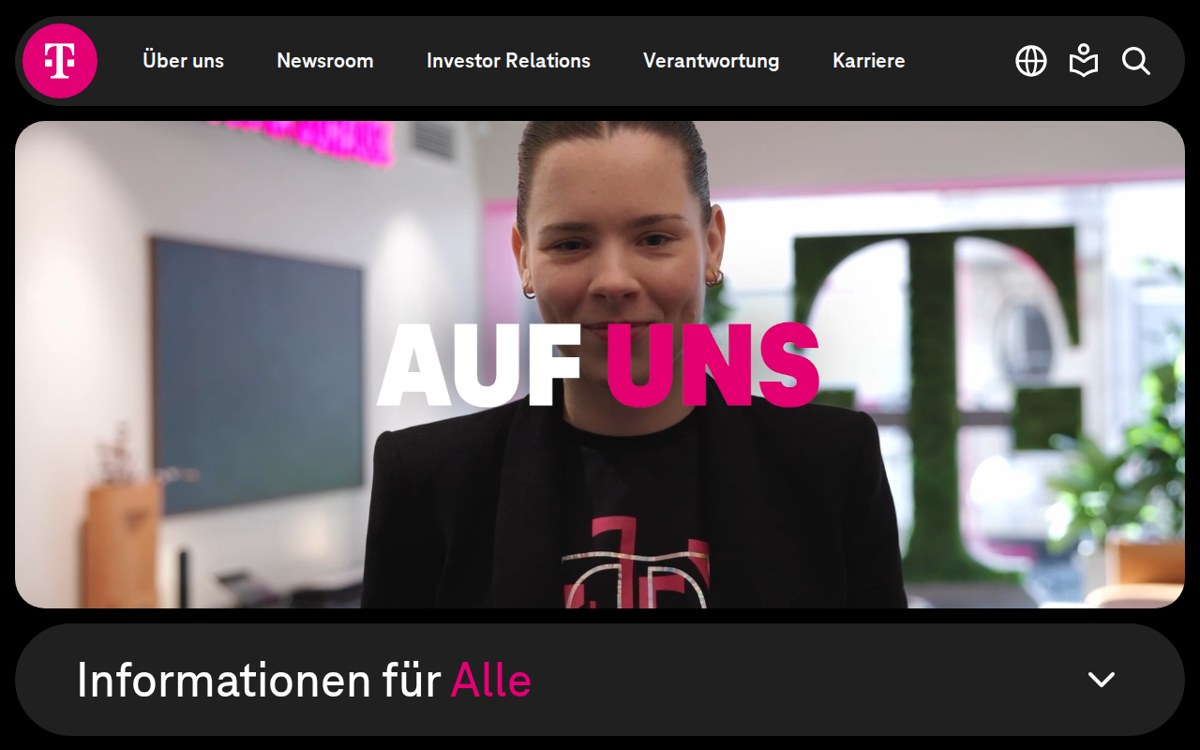 Über uns
Newsroom
Investor Relations
Verantwortung
Karriere
AUF UNS
Informationen für Alle